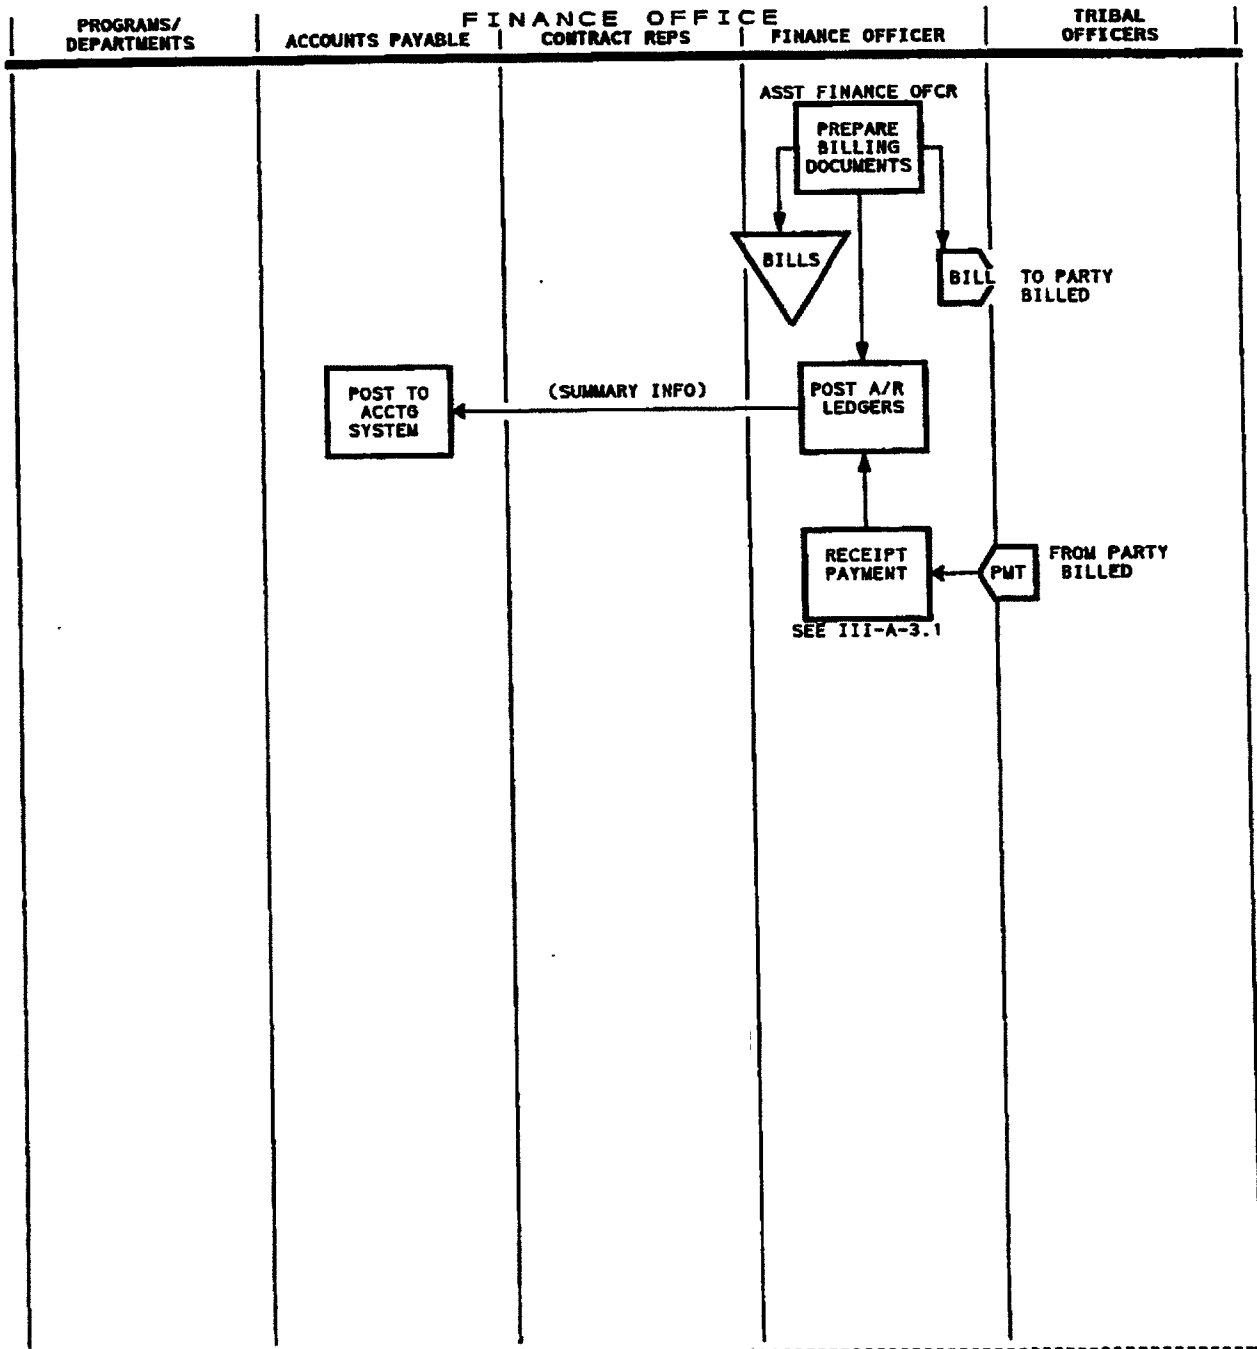 FINANCE OFFICE
PROGRAMS/
DEPARTMENTS
ACCOUNTS PAYABLE
CONTRACT REPS
FINANCE OFFICER
TRIBAL
OFFICERS
ASST FINANCE OFCR
PREPARE
BILLING
DOCUMENTS
BILLS
BILL
TO PARTY
BILLED
POST TO
ACCTG
SYSTEM
(SUMMARY INFO)
POST A/R
LEDGERS
RECEIPT
PAYMENT
PMT
FROM PARTY
BILLED
SEE III-A-3.1